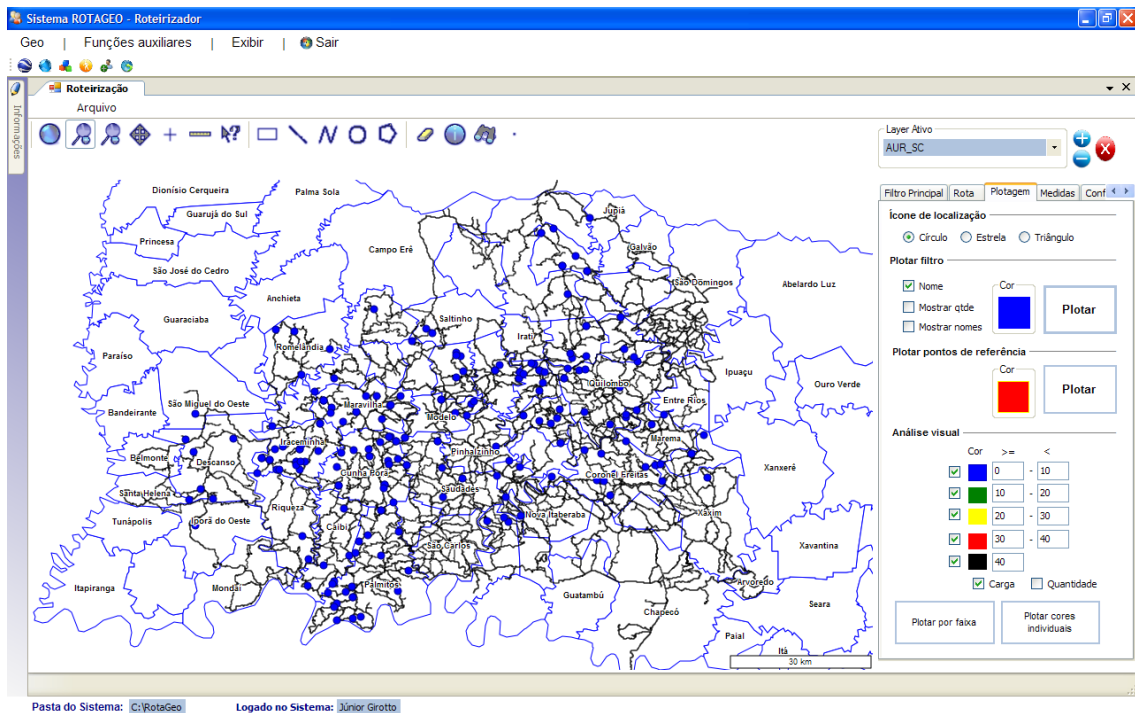 Sistema ROTAGEO - Roteirizador
Geo | Funções auxiliares | Exibir | Sair
Informações
Roteirização
Arquivo
Layer Ativo
AUR_SC
Filtro Principal Rota Plotagem Medidas Conf
Ícone de localização
Círculo Estrela Triângulo
Plotar filtro
Nome
Mostrar qtde
Mostrar nomes
Cor
Plotar
Plotar pontos de referência
Cor
Plotar
Análise visual
Cor >= <
0 - 10
10 - 20
20 - 30
30 - 40
40
Carga Quantidade
Plotar por faixa
Plotar cores
individuais
Dionísio Cerqueira
Palma Sola
Guarujá do Sul
Jupiá
Princesa
Campo Erê
Galvão
São José do Cedro
São Domingos
Abelardo Luz
Anchieta
Guaraciaba
Saltinho
Irati
Romelândia
Paraíso
Ipuaçu
Quilombo
Ouro Verde
São Miguel do Oeste
Maravilha
Entre Rios
Bandeirante
Modelo
Iraceminha
Marema
Pinhalzinho
Belmonte
Descanso
Xanxerê
Cunha Porã
Coronel Freitas
Saudades
Santa Helena
Riqueza
Nova Itaberaba
Xaxim
Tunápolis
Iporã do Oeste
Caibi
São Carlos
Xavantina
Itapiranga
Mondaí
Palmitos
Arvoredo
Guatambú
Seara
Chapecó
Paial
Itá
30 km
Pasta do Sistema: C:\RotaGeo Logado no Sistema: Júnior Girotto